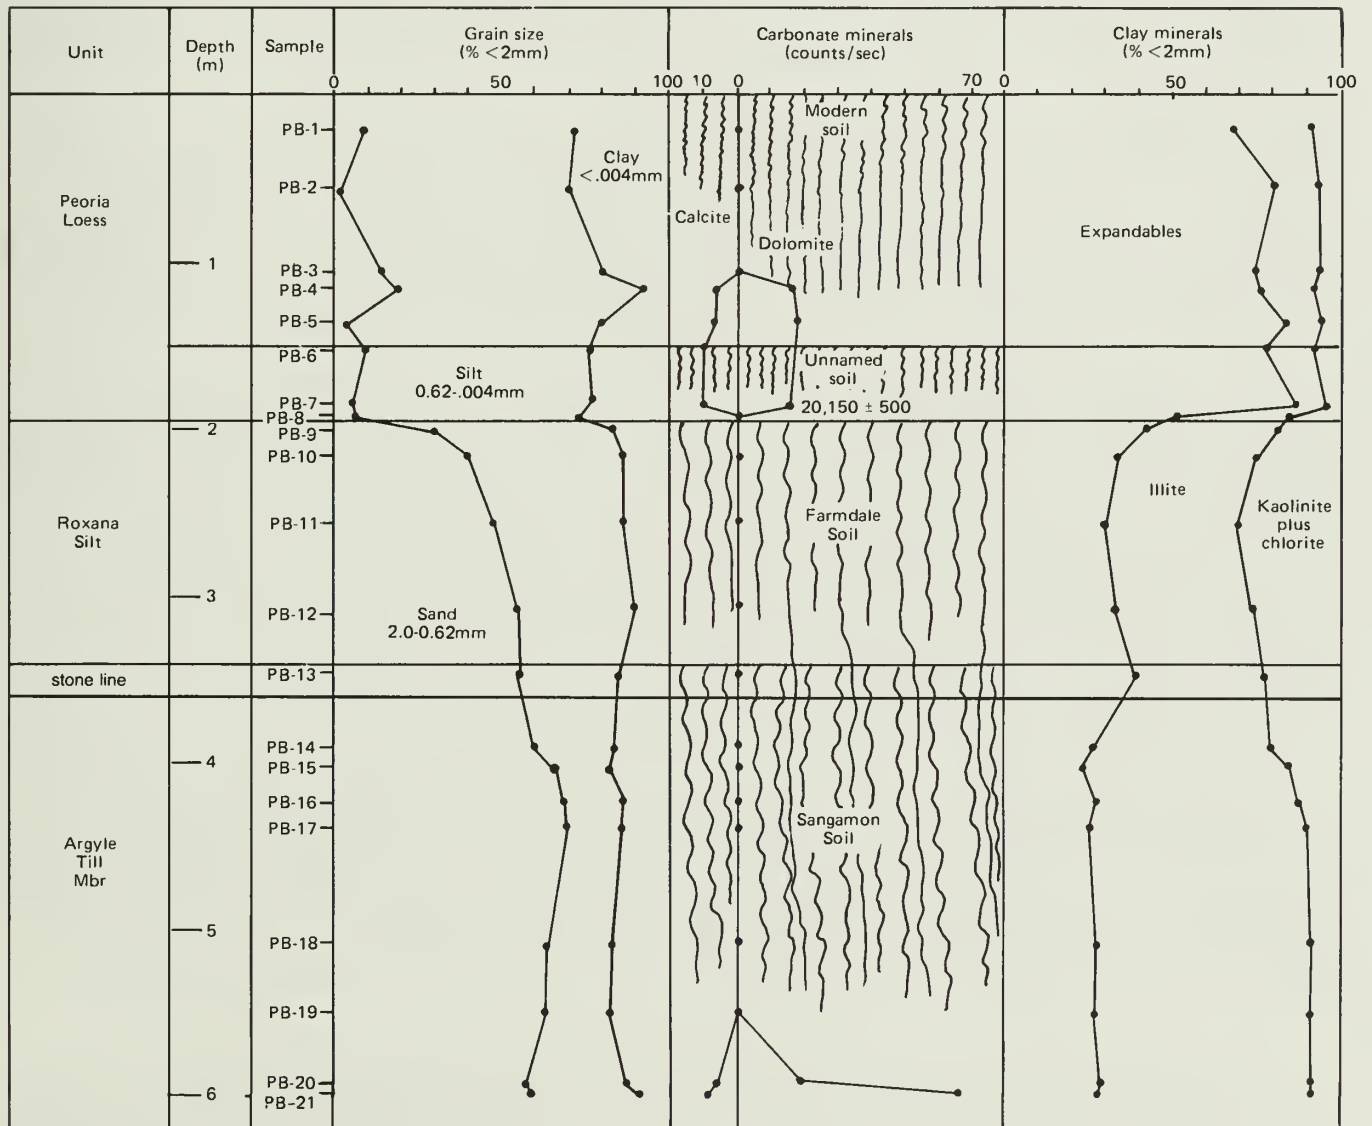 Unit
Depth
(m)
Sample
Grain size
(% <2mm)
Carbonate minerals
(counts/sec)
Clay minerals
(% <2mm)
0 50 100
10 0 70
0 50 100
Peoria
Loess
Roxana
Silt
stone line
Argyle
Till
Mbr
1
2
3
4
5
6
PB-1
PB-2
PB-3
PB-4
PB-5
PB-6
PB-7
PB-8
PB-9
PB-10
PB-11
PB-12
PB-13
PB-14
PB-15
PB-16
PB-17
PB-18
PB-19
PB-20
PB-21
Clay
<.004mm
Silt
0.62-.004mm
Sand
2.0-0.62mm
Modern
soil
Calcite
Dolomite
Unnamed
soil
20,150 ± 500
Farmdale
Soil
Sangamon
Soil
Expandables
Illite
Kaolinite
plus
chlorite